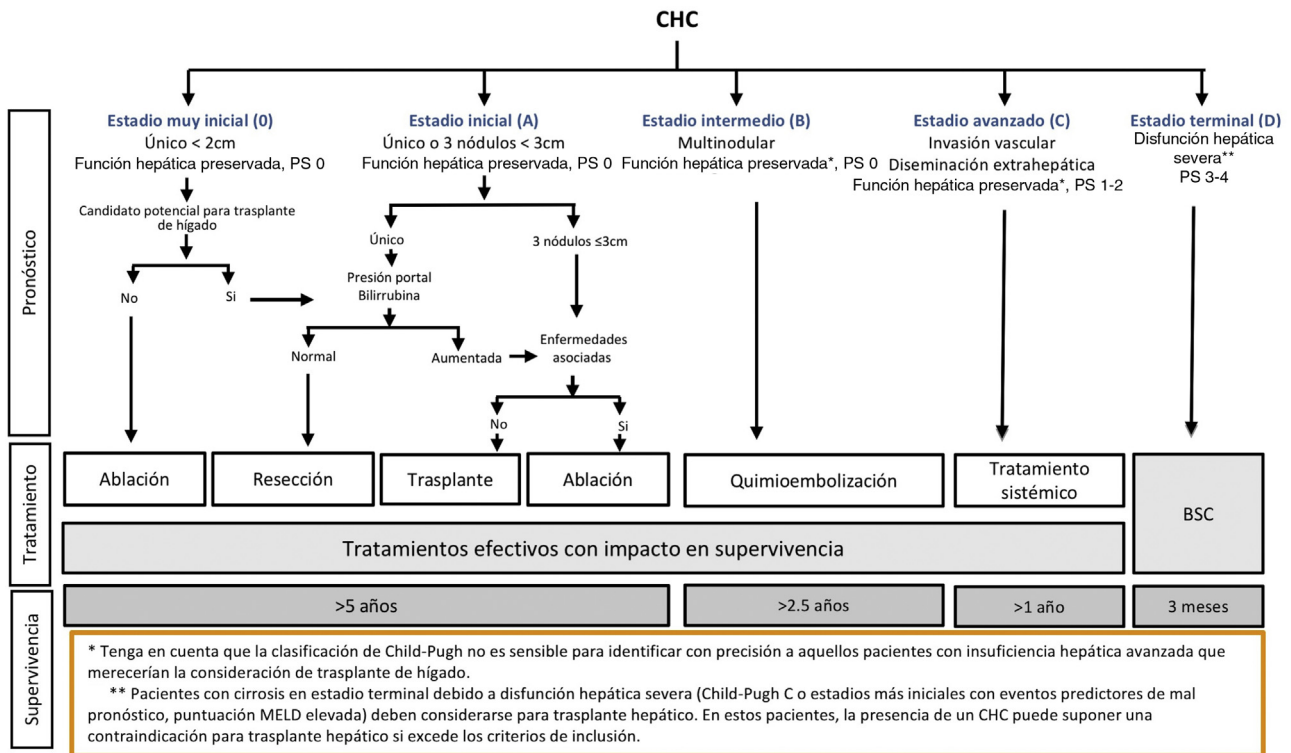 CHC
Estadio muy inicial (0)
Único < 2cm
Función hepática preservada, PS 0
Estadio inicial (A)
Único o 3 nódulos < 3cm
Función hepática preservada, PS 0
Estadio intermedio (B)
Multinodular
Función hepática preservada*, PS 0
Estadio avanzado (C)
Invasión vascular
Diseminación extrahepática
Función hepática preservada*, PS 1-2
Estadio terminal (D)
Disfunción hepática
severa**
PS 3-4
Pronóstico
Candidato potencial para trasplante
de hígado
No
Si
Único
3 nódulos ≤3cm
Presión portal
Bilirrubina
Normal
Aumentada
Enfermedades
asociadas
No
Si
Tratamiento
Ablación
Resección
Trasplante
Ablación
Quimioembolización
Tratamiento
sistémico
BSC
Tratamientos efectivos con impacto en supervivencia
Supervivencia
>5 años
>2.5 años
>1 año
3 meses
* Tenga en cuenta que la clasificación de Child-Pugh no es sensible para identificar con precisión a aquellos pacientes con insuficiencia hepática avanzada que
merecerían la consideración de trasplante de hígado.
** Pacientes con cirrosis en estadio terminal debido a disfunción hepática severa (Child-Pugh C o estadios más iniciales con eventos predictores de mal
pronóstico, puntuación MELD elevada) deben considerarse para trasplante hepático. En estos pacientes, la presencia de un CHC puede suponer una
contraindicación para trasplante hepático si excede los criterios de inclusión.